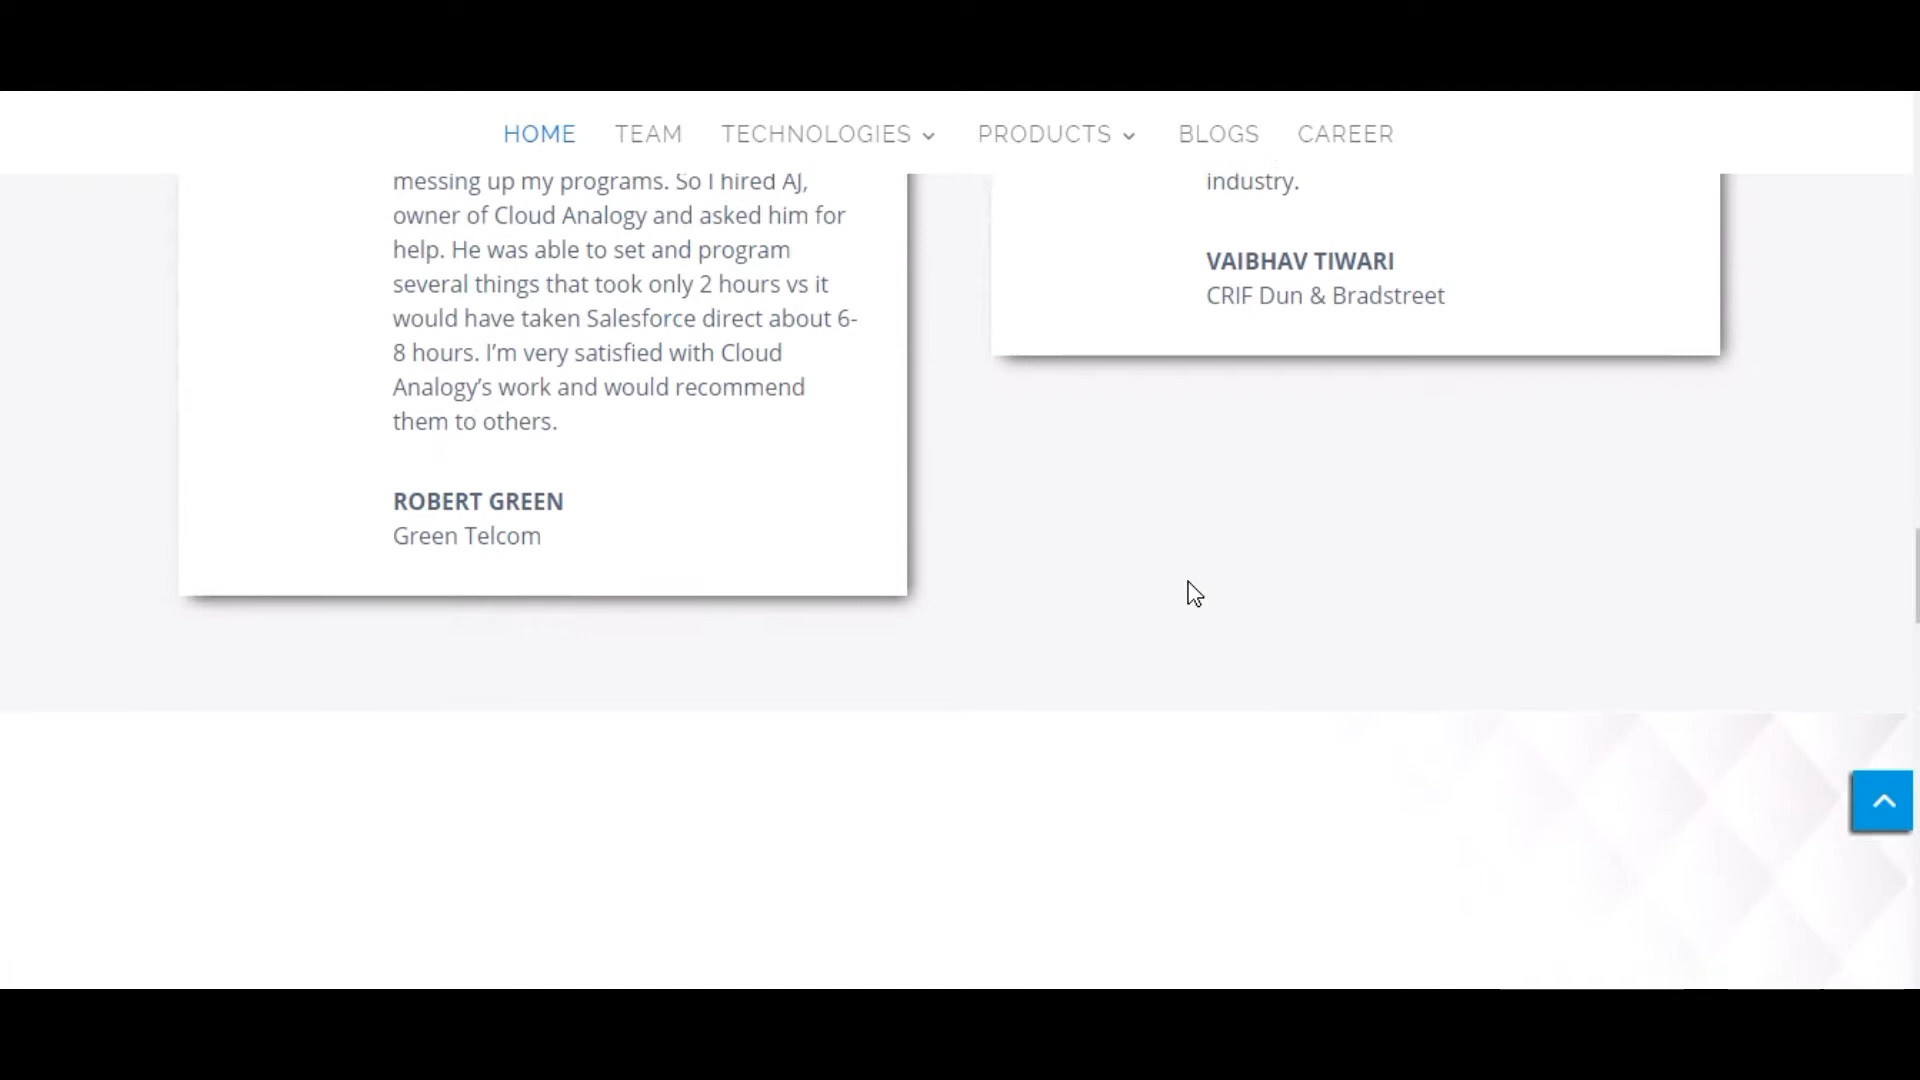 HOME TEAM TECHNOLOGIES PRODUCTS BLOGS CAREER
messing up my programs. So I hired AJ,
owner of Cloud Analogy and asked him for
help. He was able to set and program
several things that took only 2 hours vs it
would have taken Salesforce direct about 6-
8 hours. I’m very satisfied with Cloud
Analogy’s work and would recommend
them to others.
ROBERT GREEN
Green Telcom
industry.
VAIBHAV TIWARI
CRIF Dun & Bradstreet